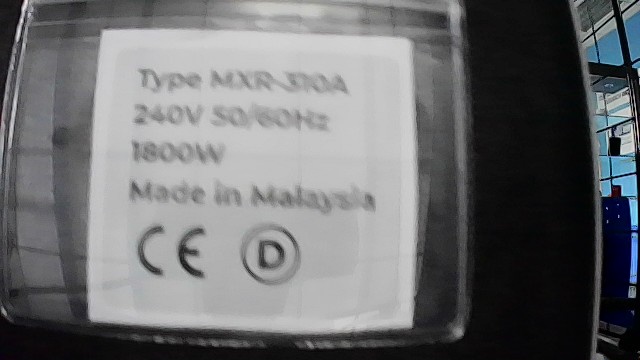 Type MXR-310A
240V 50/60Hz
1800W
Made in Malaysia
CE D